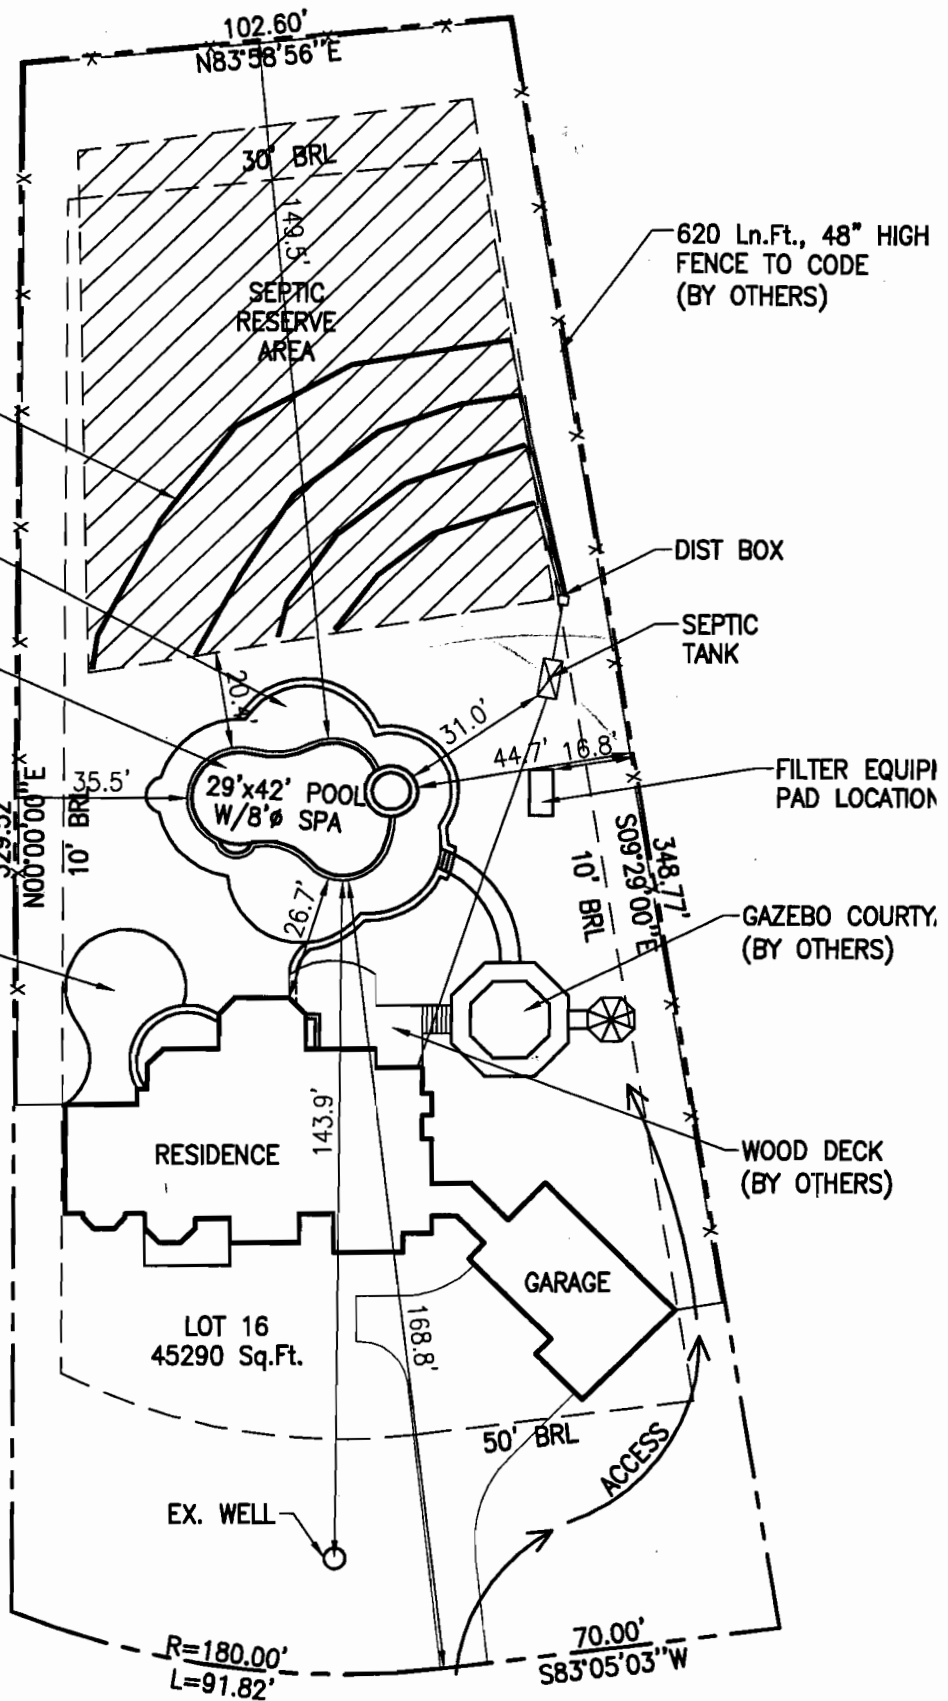 102.60'
N83°58'56"E
30' BRL
149.5'
SEPTIC
RESERVE
AREA
620 Ln.Ft., 48" HIGH
FENCE TO CODE
(BY OTHERS)
DIST BOX
SEPTIC
TANK
20.4'
31.0'
44.7'
16.8'
FILTER EQUIP
PAD LOCATION
35.5'
29'x42' POOL
W/8'ø SPA
N00°00'00"E
10' BRL
10' BRL
S09°29'00"E
348.77'
26.7'
GAZEBO COURTY
(BY OTHERS)
143.9'
RESIDENCE
WOOD DECK
(BY OTHERS)
GARAGE
168.8'
LOT 16
45290 Sq.Ft.
50' BRL
ACCESS
EX. WELL
R=180.00'
L=91.82'
70.00'
S83°05'03"W